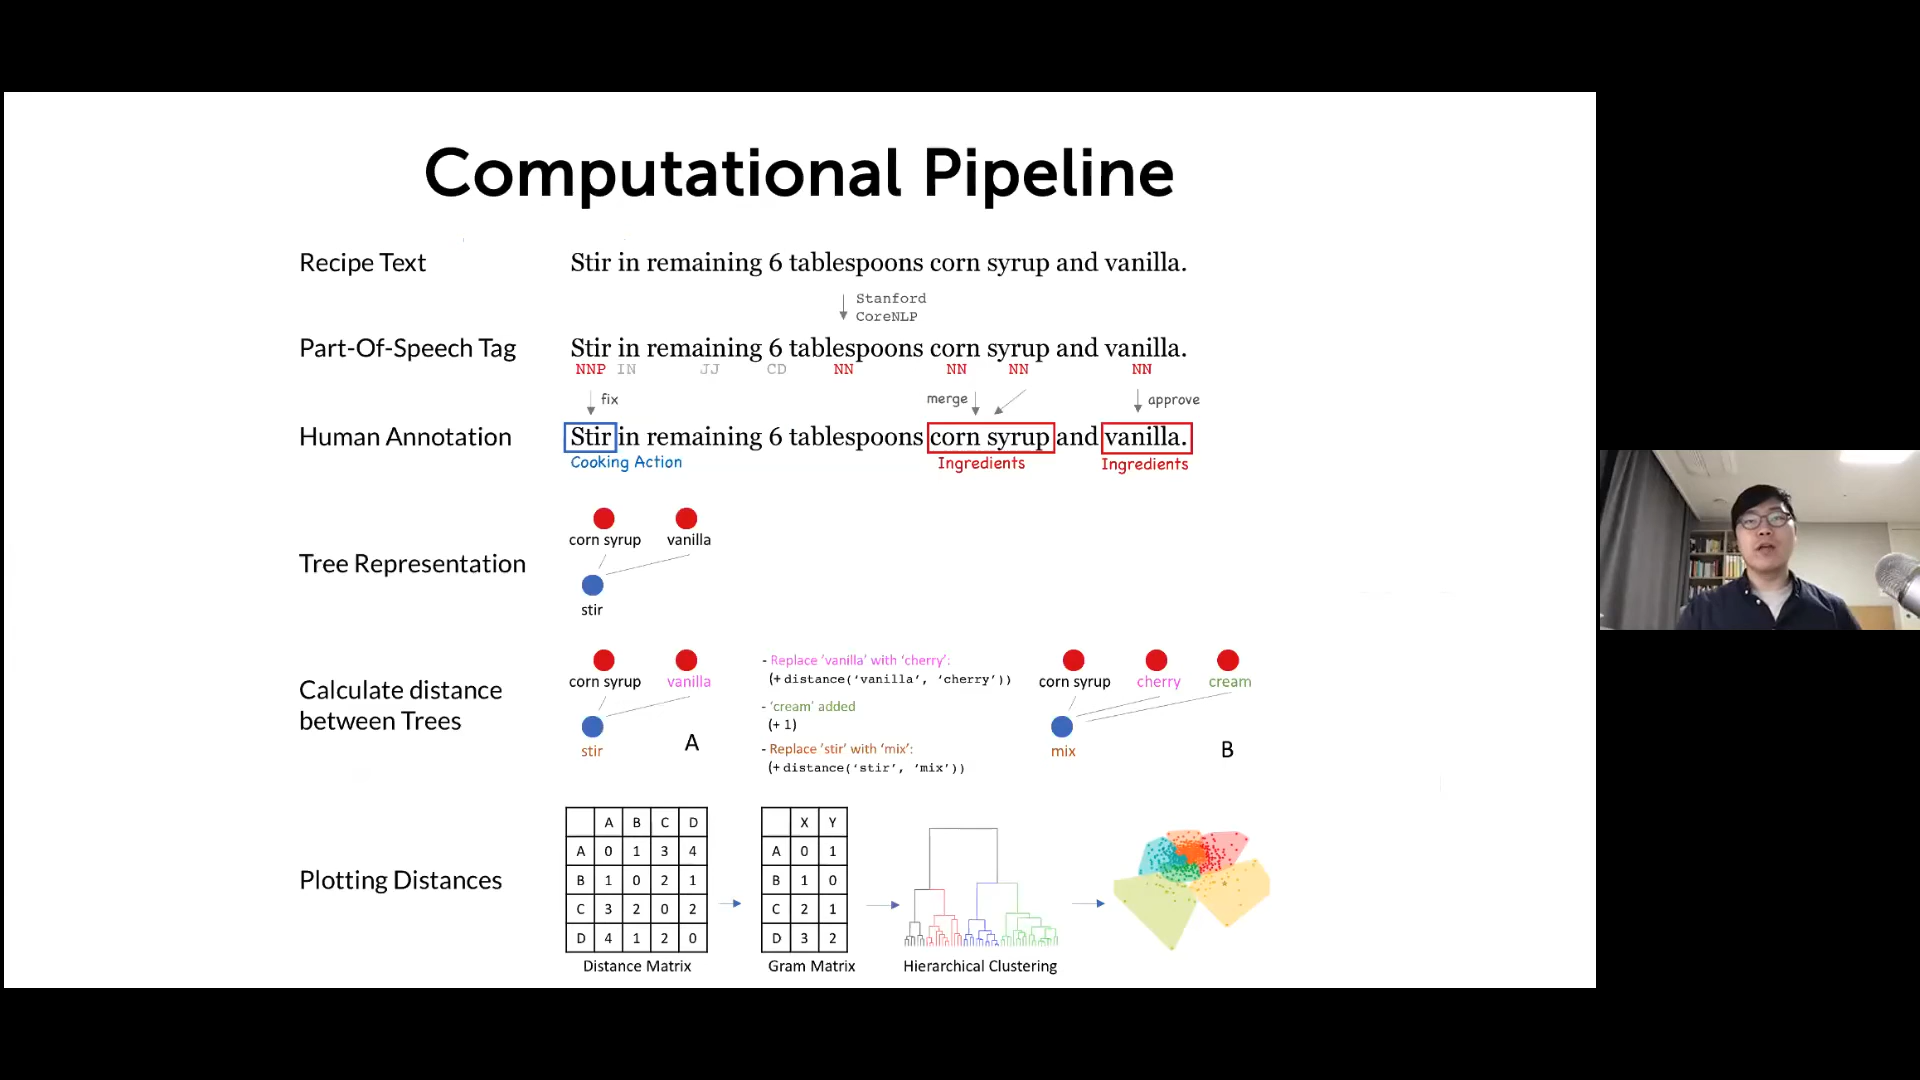 Computational Pipeline
Recipe Text
Stir in remaining 6 tablespoons corn syrup and vanilla.
Stanford
CoreNLP
Part-Of-Speech Tag
Stir in remaining 6 tablespoons corn syrup and vanilla.
NNP IN JJ CD NN NN NN NN
fix
merge
approve
Human Annotation
Stir in remaining 6 tablespoons corn syrup and vanilla.
Cooking Action
Ingredients
Ingredients
Tree Representation
corn syrup
vanilla
stir
Calculate distance
between Trees
corn syrup
vanilla
stir
A
- Replace 'vanilla' with 'cherry':
(+ distance('vanilla', 'cherry'))
- 'cream' added
(+ 1)
- Replace 'stir' with 'mix':
(+ distance('stir', 'mix'))
corn syrup
cherry
cream
mix
B
Plotting Distances
A B C D
A 0 1 3 4
B 1 0 2 1
C 3 2 0 2
D 4 1 2 0
Distance Matrix
X Y
A 0 1
B 1 0
C 2 1
D 3 2
Gram Matrix
Hierarchical Clustering